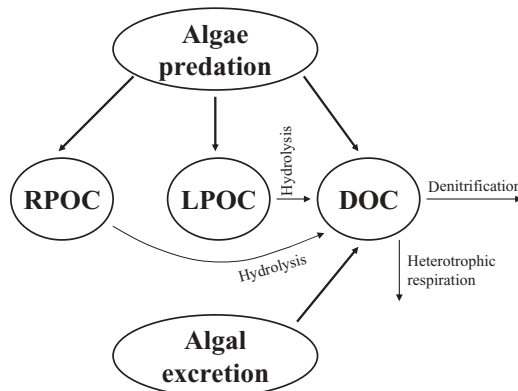 Algae
predation
Hydrolysis
RPOC
LPOC
DOC
Denitrification
Hydrolysis
Heterotrophic
respiration
Algal
excretion